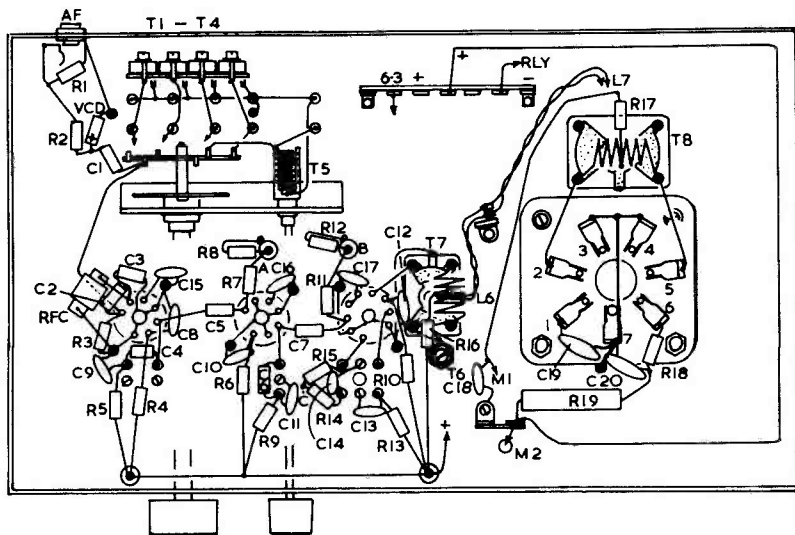 AF
T1 - T4
R1
VCD
R2
C1
T5
6·3 + + RLY -
L7
R17
T8
C2
C3
C15
RFC
R3
C4
C8
C9
R5
R4
C5
R8
R7
A
C16
C10
R6
C7
R9
C11
R12
B
C17
R11
C12
T7
L6
R16
R15
R14
C14
C13
R10
R13
+
T6
C18
M1
M2
R19
1
2
3
4
5
6
7
C19
C20
R18